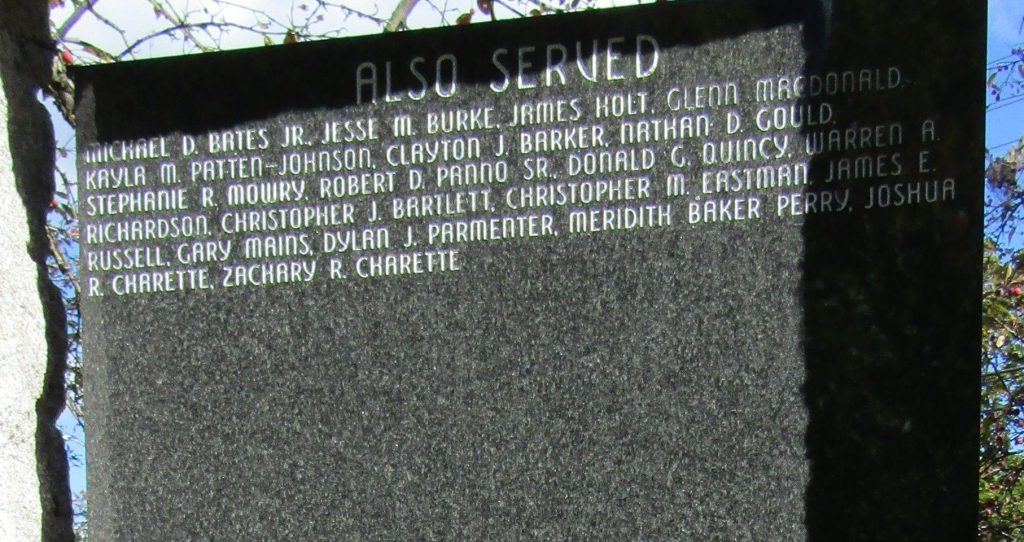 ALSO SERVED
MICHAEL D. BATES JR., JESSE M. BURKE, JAMES HOLT, GLENN MACDONALD,
KAYLA M. PATTEN-JOHNSON, CLAYTON J. BARKER, NATHAN D. GOULD,
STEPHANIE R. MOWRY, ROBERT D. PANNO SR., DONALD G. QUINCY, WARREN A.
RICHARDSON, CHRISTOPHER J. BARTLETT, CHRISTOPHER M. EASTMAN, JAMES E.
RUSSELL, GARY MAINS, DYLAN J. PARMENTER, MERIDITH BAKER PERRY, JOSHUA
R. CHARETTE, ZACHARY R. CHARETTE